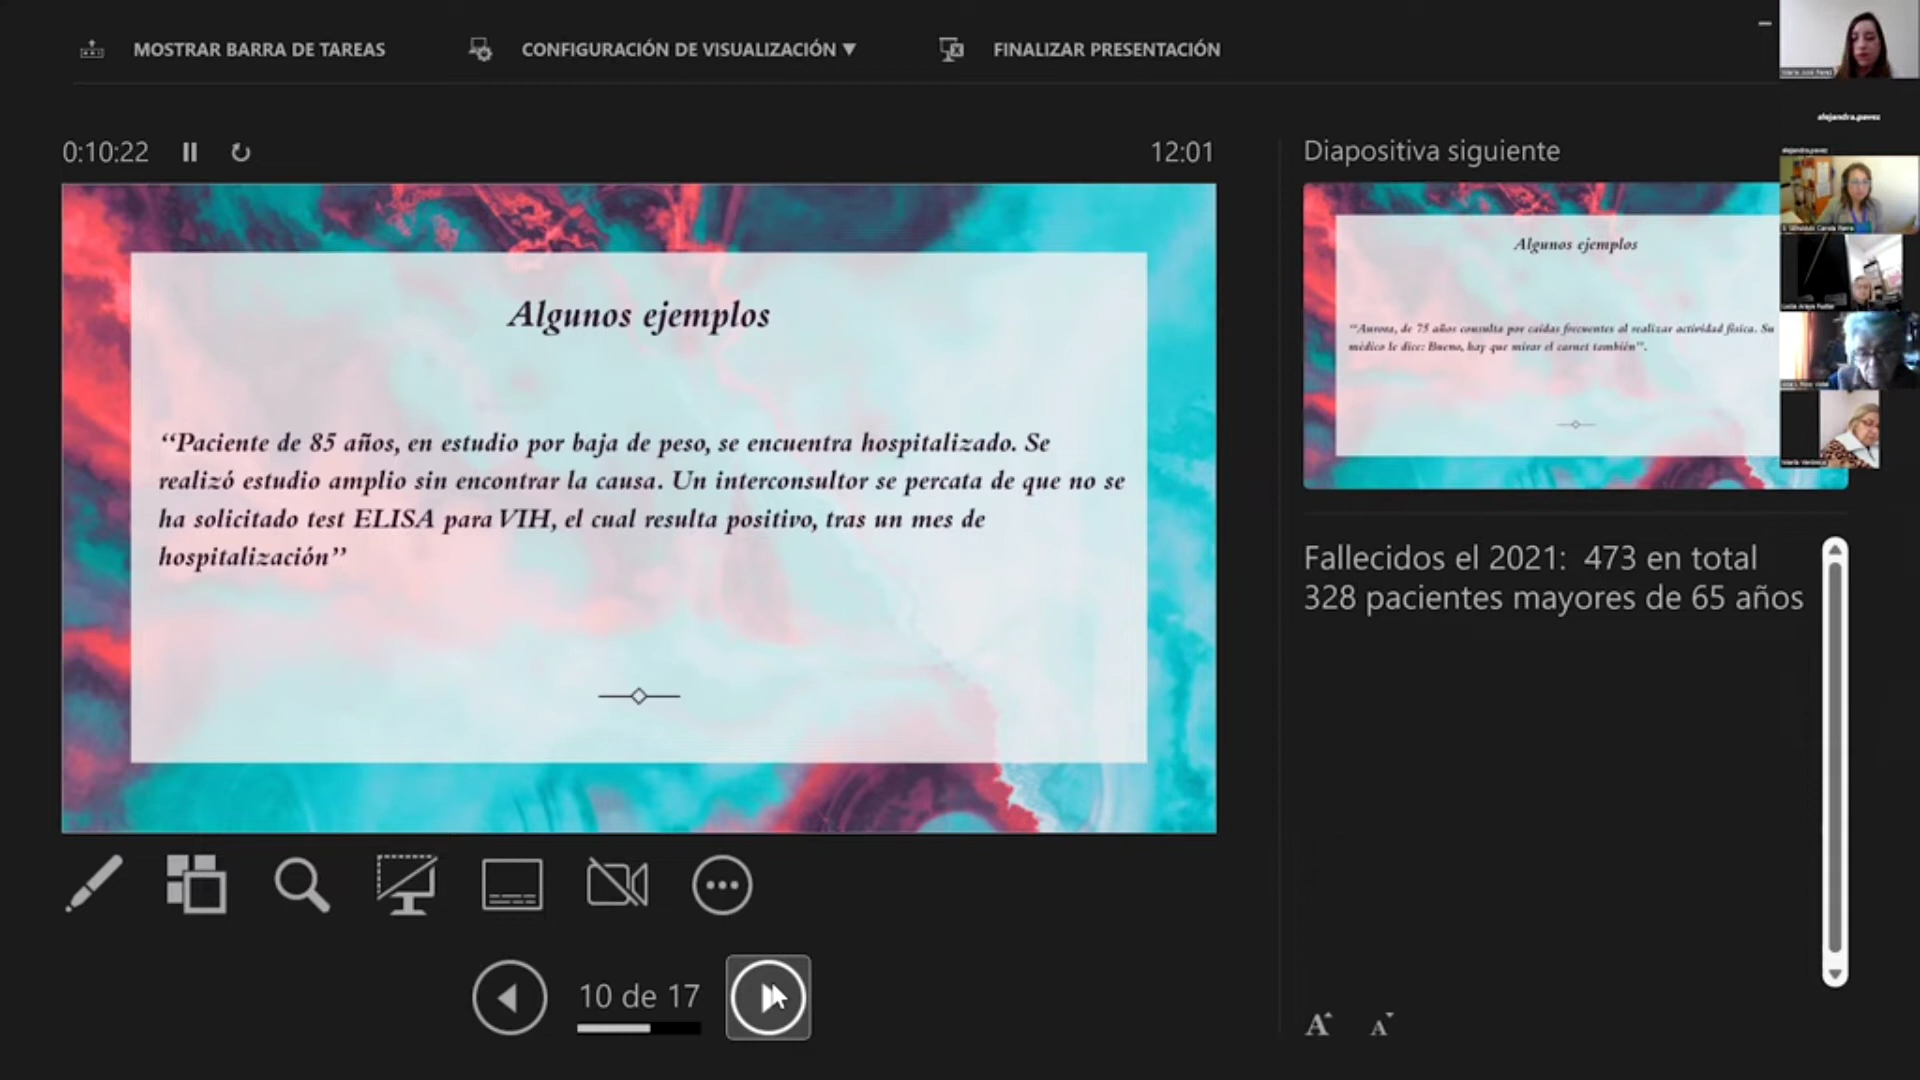 MOSTRAR BARRA DE TAREAS
CONFIGURACIÓN DE VISUALIZACIÓN ▼
FINALIZAR PRESENTACIÓN
0:10:22
12:01
Algunos ejemplos
“Paciente de 85 años, en estudio por baja de peso, se encuentra hospitalizado. Se
realizó estudio amplio sin encontrar la causa. Un interconsultor se percata de que no se
ha solicitado test ELISA para VIH, el cual resulta positivo, tras un mes de
hospitalización”
10 de 17
Diapositiva siguiente
Algunos ejemplos
“Aurora, de 75 años consulta por caídas frecuentes al realizar actividad física. Su
médico le dice: Bueno, hay que mirar el carnet también”.
Fallecidos el 2021:  473 en total
328 pacientes mayores de 65 años
A A
alejandra.pavez
alejandra.pavez